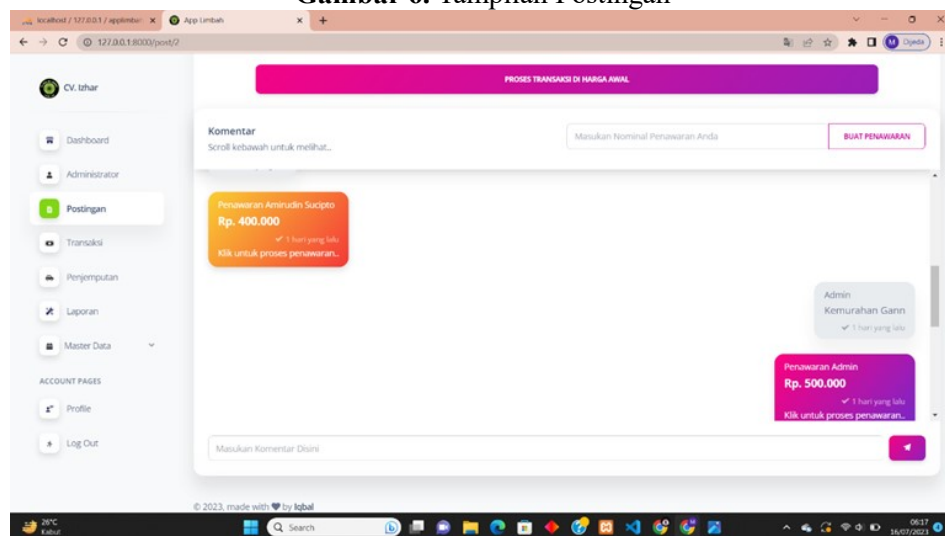 Gambar 6. Tampilan Postingan
localhost / 127.0.0.1 / applimbah
App Limbah
127.0.0.1:8000/post/2
Ojeda
CV. Izhar
Dashboard
Administrator
Postingan
Transaksi
Penjemputan
Laporan
Master Data
ACCOUNT PAGES
Profile
Log Out
PROSES TRANSAKSI DI HARGA AWAL
Komentar
Scroll kebawah untuk melihat...
Masukan Nominal Penawaran Anda
BUAT PENAWARAN
Penawaran Amirudin Sucipto
Rp. 400.000
✓ 1 hari yang lalu
Klik untuk proses penawaran..
Admin
Kemurahan Gann
✓ 1 hari yang lalu
Penawaran Admin
Rp. 500.000
✓ 1 hari yang lalu
Klik untuk proses penawaran..
Masukan Komentar Disini
© 2023, made with ♥ by Iqbal
26°C
Kabut
Search
06:17
16/07/2023